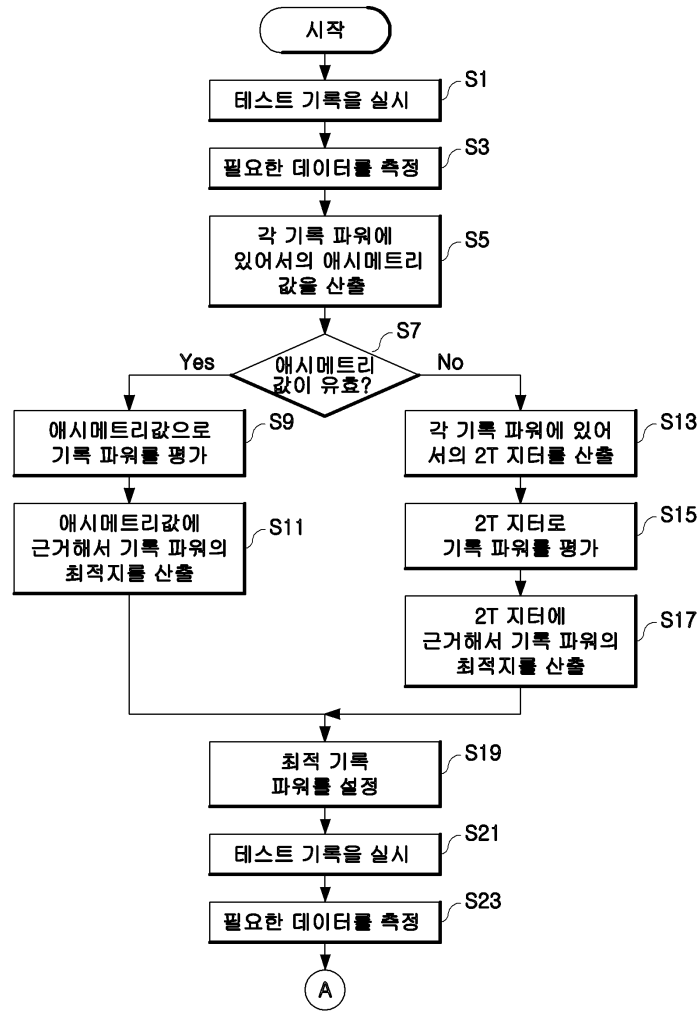 시작
S1
테스트 기록을 실시
S3
필요한 데이터를 측정
S5
각 기록 파워에
있어서의 애시메트리
값을 산출
S7
애시메트리
값이 유효?
Yes
No
S9
애시메트리값으로
기록 파워를 평가
S13
각 기록 파워에 있어
서의 2T 지터를 산출
S11
애시메트리값에
근거해서 기록 파워의
최적지를 산출
S15
2T 지터로
기록 파워를 평가
S17
2T 지터에
근거해서 기록 파워의
최적지를 산출
S19
최적 기록
파워를 설정
S21
테스트 기록을 실시
S23
필요한 데이터를 측정
A